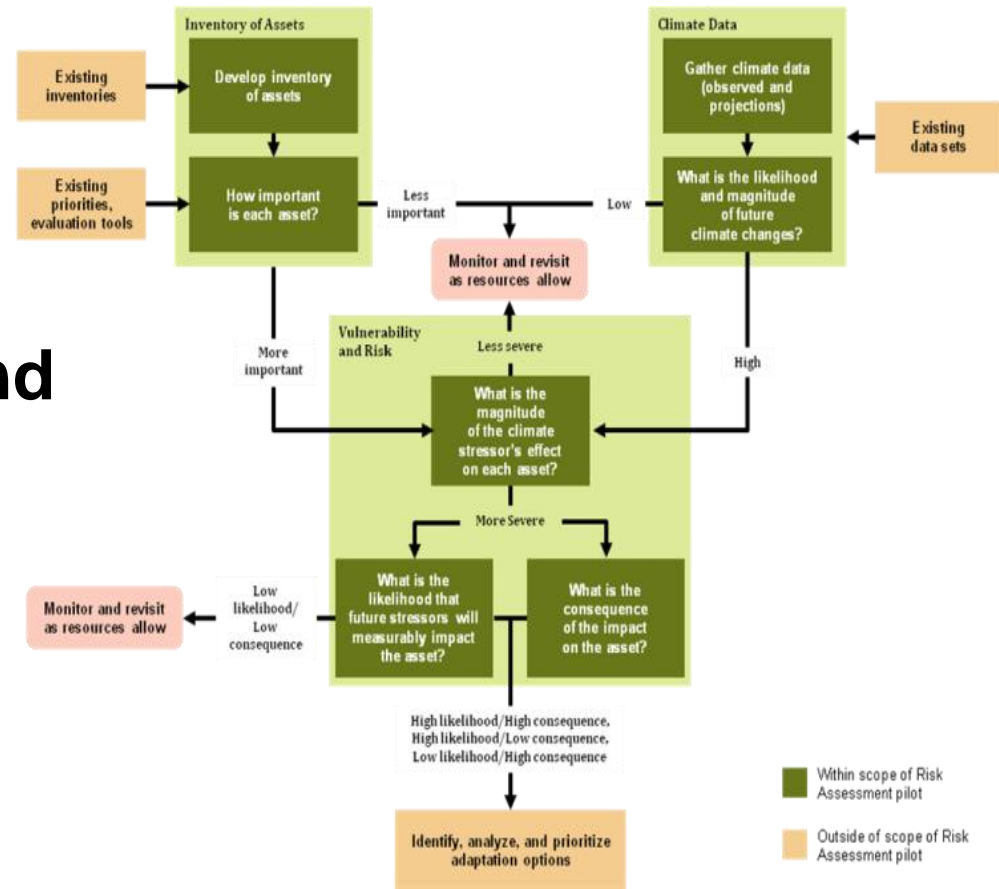 Inventory of Assets
Existing
inventories
Develop inventory
of assets
Existing
priorities,
evaluation tools
How important
is each asset?
Less
important
Climate Data
Gather climate data
(observed and
projections)
Existing
data sets
What is the likelihood
and magnitude
of future
climate changes?
Low
Monitor and revisit
as resources allow
nd
More
important
High
Vulnerability
and Risk
Less severe
What is the
magnitude
of the climate
stressor's effect
on each asset?
More Severe
What is the
likelihood that
future stressors will
measurably impact
the asset?
What is the
consequence
of the impact
on the asset?
Low
likelihood/
Low
consequence
Monitor and revisit
as resources allow
High likelihood/High consequence,
High likelihood/Low consequence,
Low likelihood/High consequence
Identify, analyze, and prioritize
adaptation options
Within scope of Risk
Assessment pilot
Outside of scope of Risk
Assessment pilot